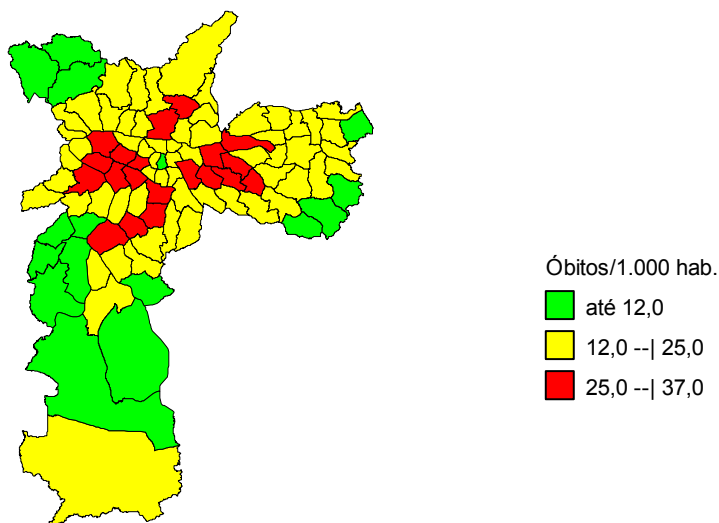 Óbitos/1.000 hab.
até 12,0
12,0 --| 25,0
25,0 --| 37,0